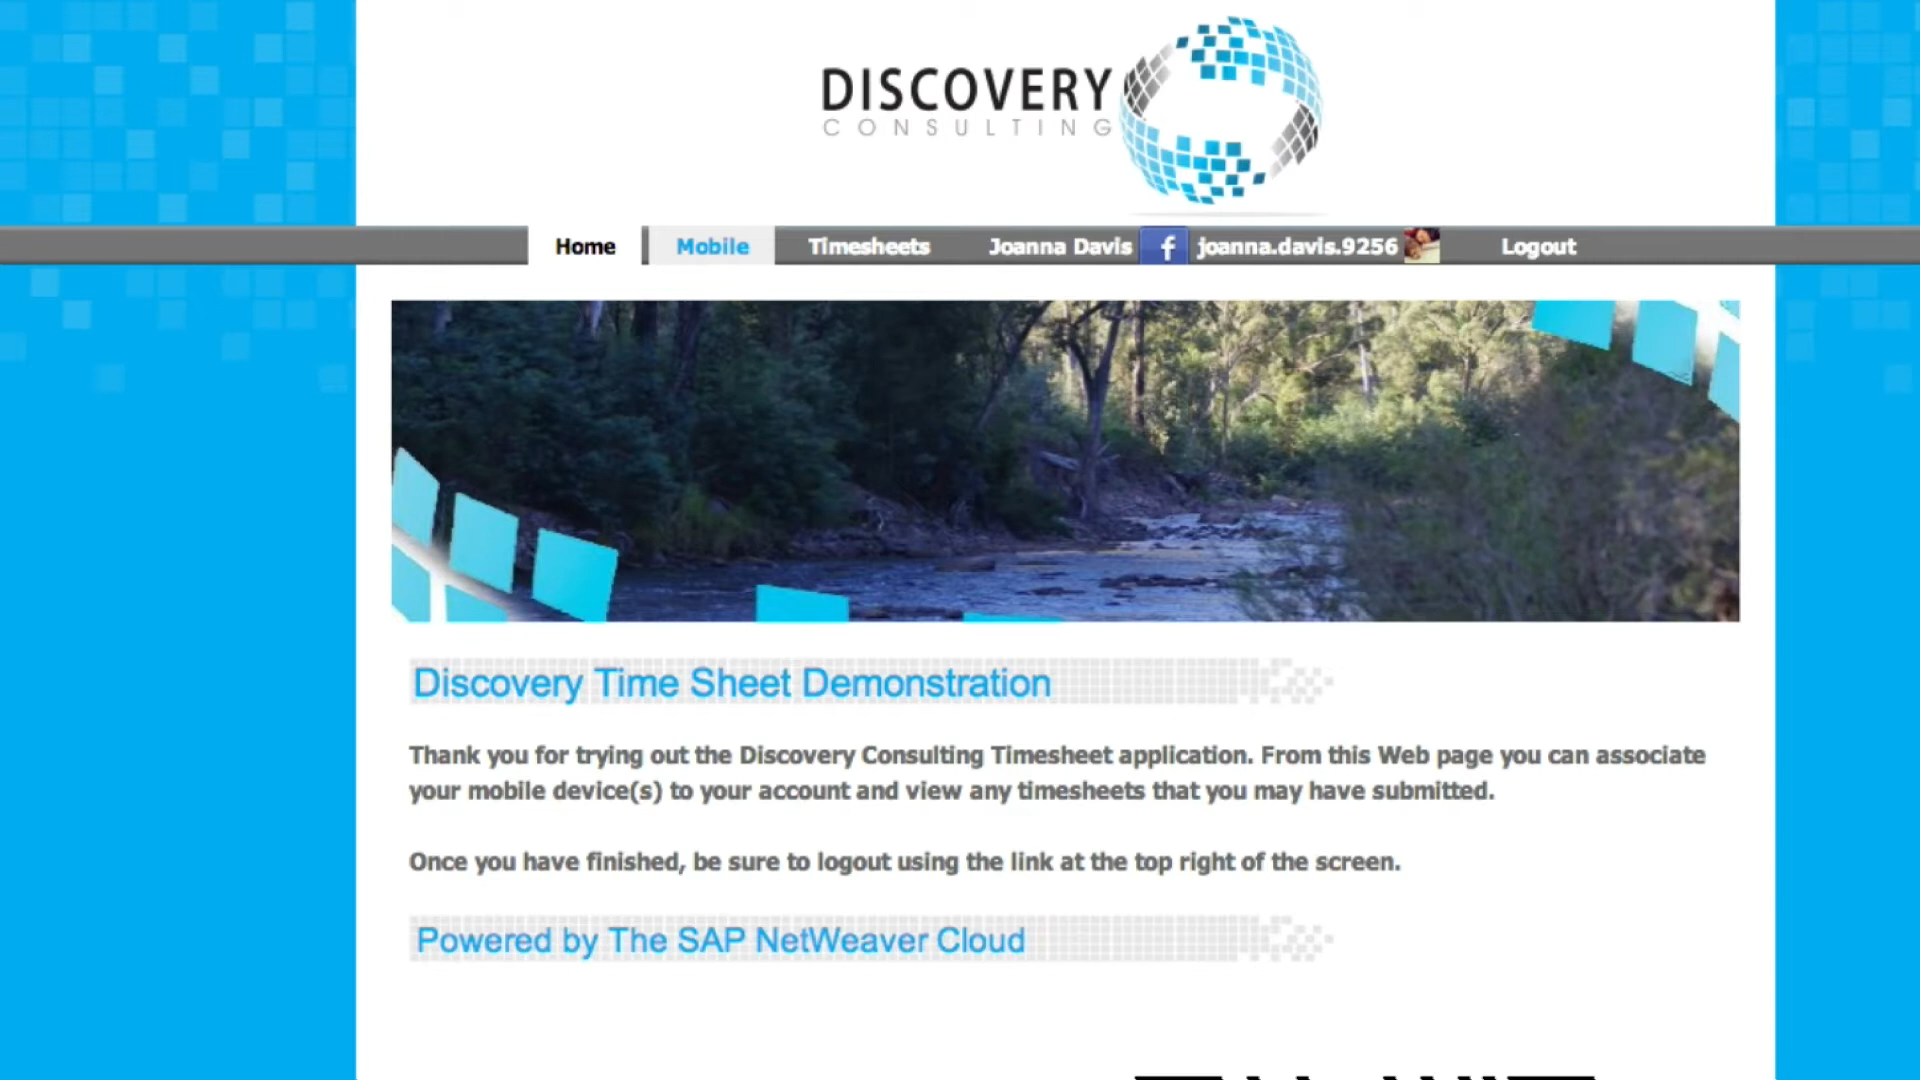 DISCOVERY
CONSULTING
Home Mobile Timesheets Joanna Davis f joanna.davis.9256 Logout
Discovery Time Sheet Demonstration
Thank you for trying out the Discovery Consulting Timesheet application. From this Web page you can associate
your mobile device(s) to your account and view any timesheets that you may have submitted.
Once you have finished, be sure to logout using the link at the top right of the screen.
Powered by The SAP NetWeaver Cloud